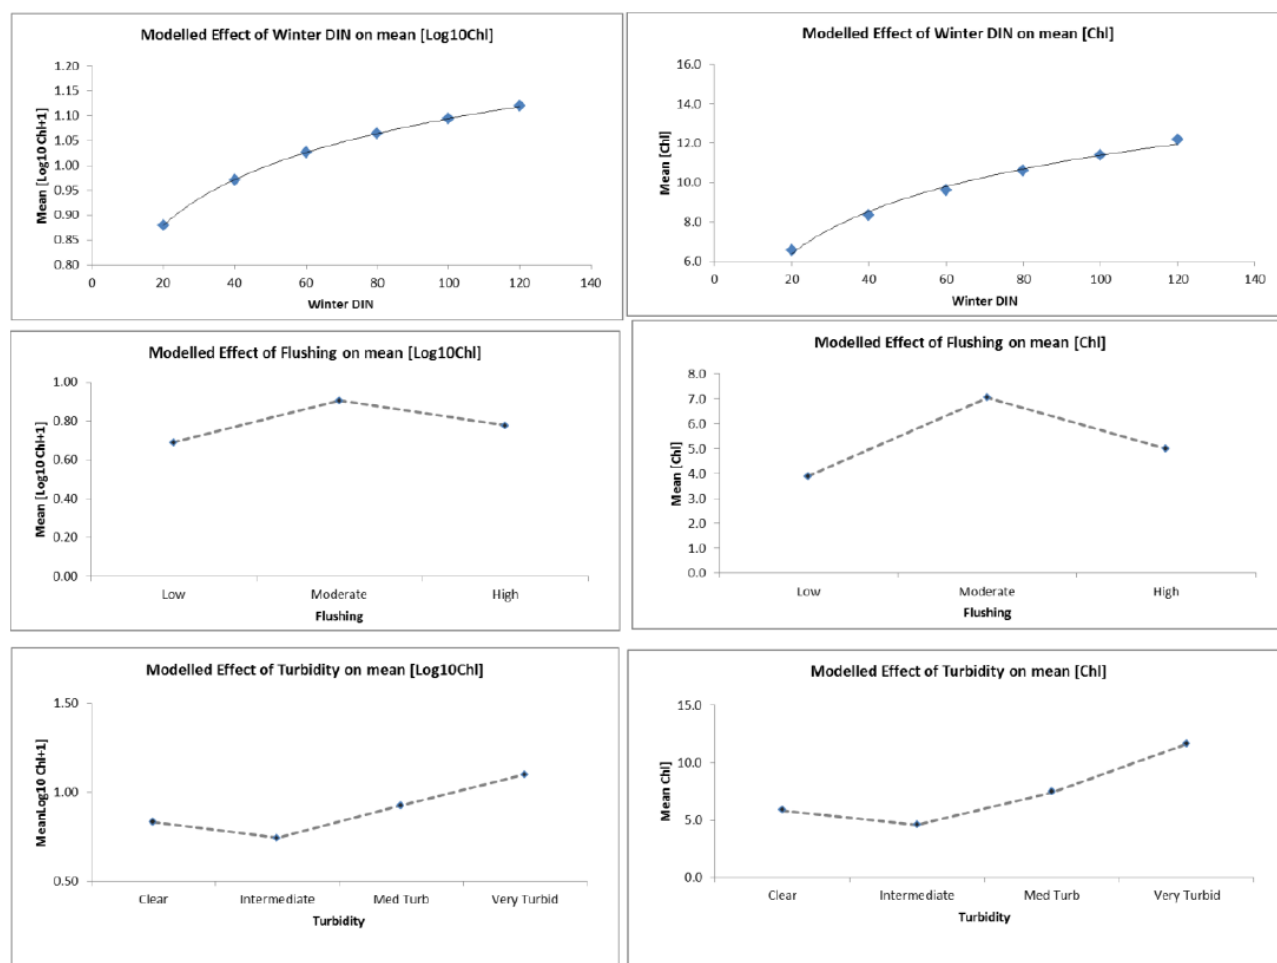 Modelled Effect of Winter DIN on mean [Log10Chl]
Mean [Log10 Chl+1]
1.20
1.15
1.10
1.05
1.00
0.95
0.90
0.85
0.80
0 20 40 60 80 100 120 140
Winter DIN
Modelled Effect of Winter DIN on mean [Chl]
Mean [Chl]
16.0
14.0
12.0
10.0
8.0
6.0
0 20 40 60 80 100 120 140
Winter DIN
Modelled Effect of Flushing on mean [Log10Chl]
Mean [Log10 Chl+1]
1.00
0.80
0.60
0.40
0.20
0.00
Low Moderate High
Flushing
Modelled Effect of Flushing on mean [Chl]
Mean [Chl]
8.0
7.0
6.0
5.0
4.0
3.0
2.0
1.0
0.0
Low Moderate High
Flushing
Modelled Effect of Turbidity on mean [Log10Chl]
MeanLog10 Chl+1]
1.50
1.00
0.50
Clear Intermediate Med Turb Very Turbid
Turbidity
Modelled Effect of Turbidity on mean [Chl]
Mean Chl]
15.0
10.0
5.0
0.0
Clear Intermediate Med Turb Very Turbid
Turbidity